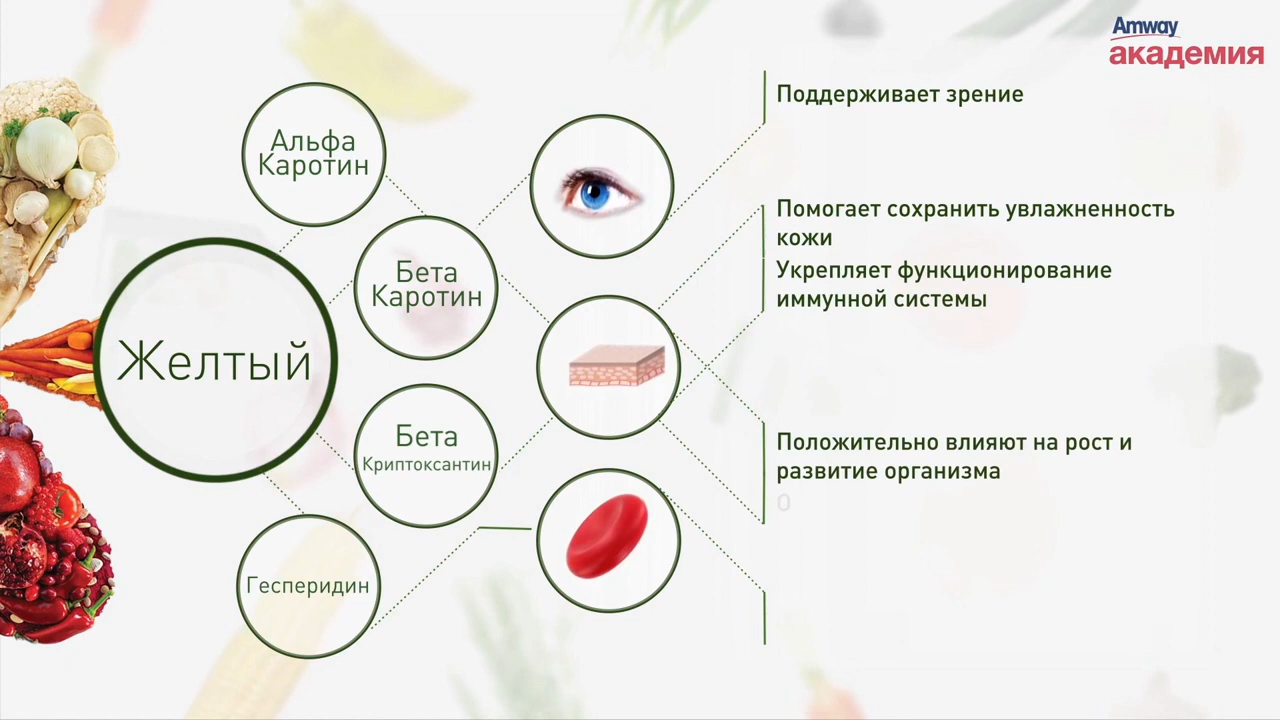 Amway
академия
Альфа
Каротин
Бета
Каротин
Желтый
Бета
Криптоксантин
Гесперидин
Поддерживает зрение
Помогает сохранить увлажненность
кожи
Укрепляет функционирование
иммунной системы
Положительно влияют на рост и
развитие организма
О